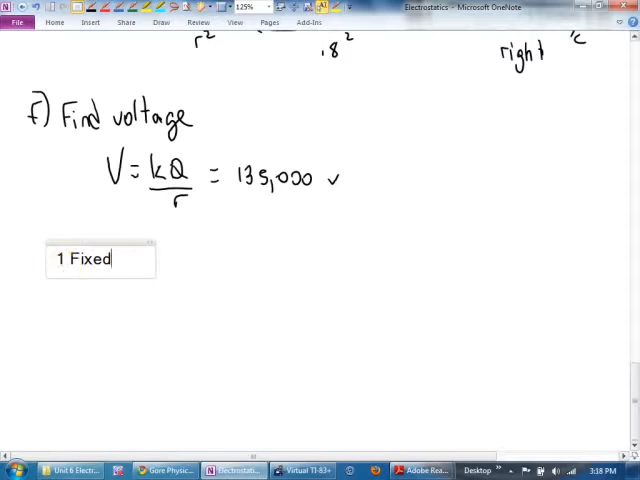 Electrostatics - Microsoft OneNote
125%
File Home Insert Share Draw Review View Pages Add-Ins
r² .8² right
F) Find voltage
V = kQ = 135,000 v
r
1 Fixed
Unit 6 Elect... Gore Physic... Electrostati... Virtual TI-83+ Adobe Rea... Desktop 3:18 PM